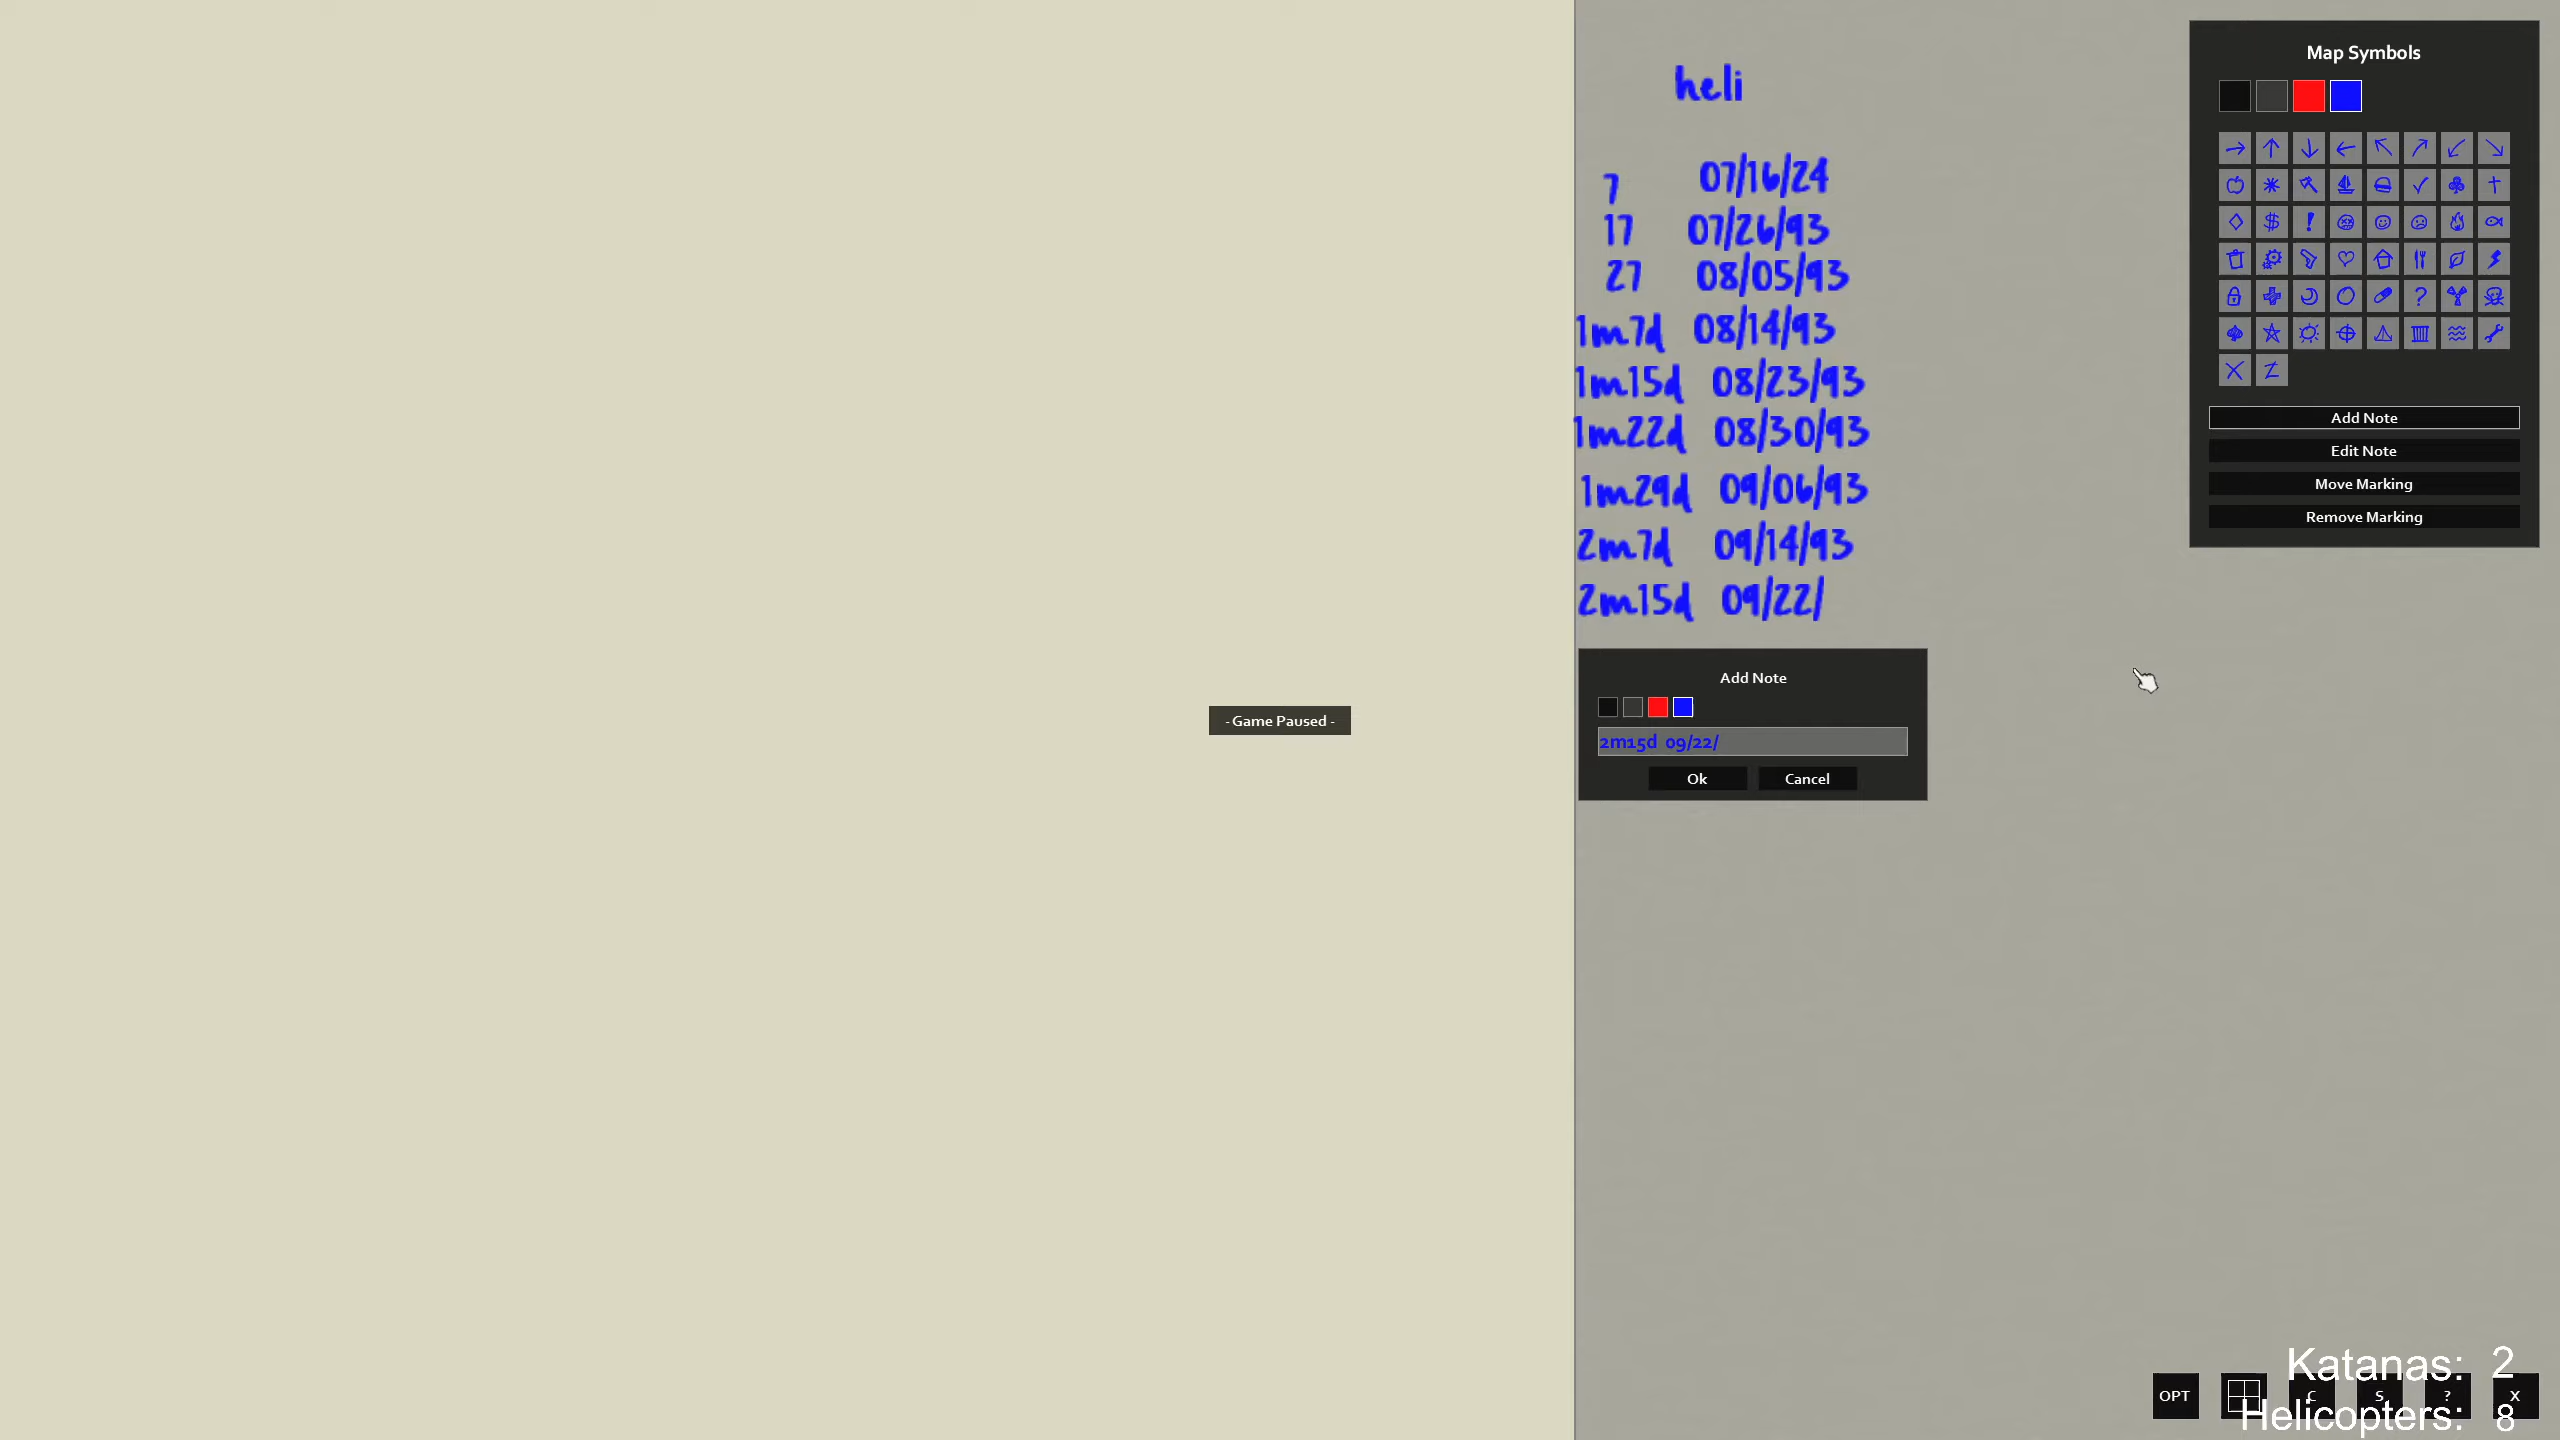 heli
7 07/16/24
17 07/26/93
27 08/05/93
1m7d 08/14/93
1m15d 08/23/93
1m22d 08/30/93
1m29d 09/06/93
2m7d 09/14/93
2m15d 09/22/
Map Symbols
Add Note
Edit Note
Move Marking
Remove Marking
Add Note
2m15d 09/22/
Ok Cancel
- Game Paused -
Katanas: 2
OPT C S ? X
Helicopters: 8